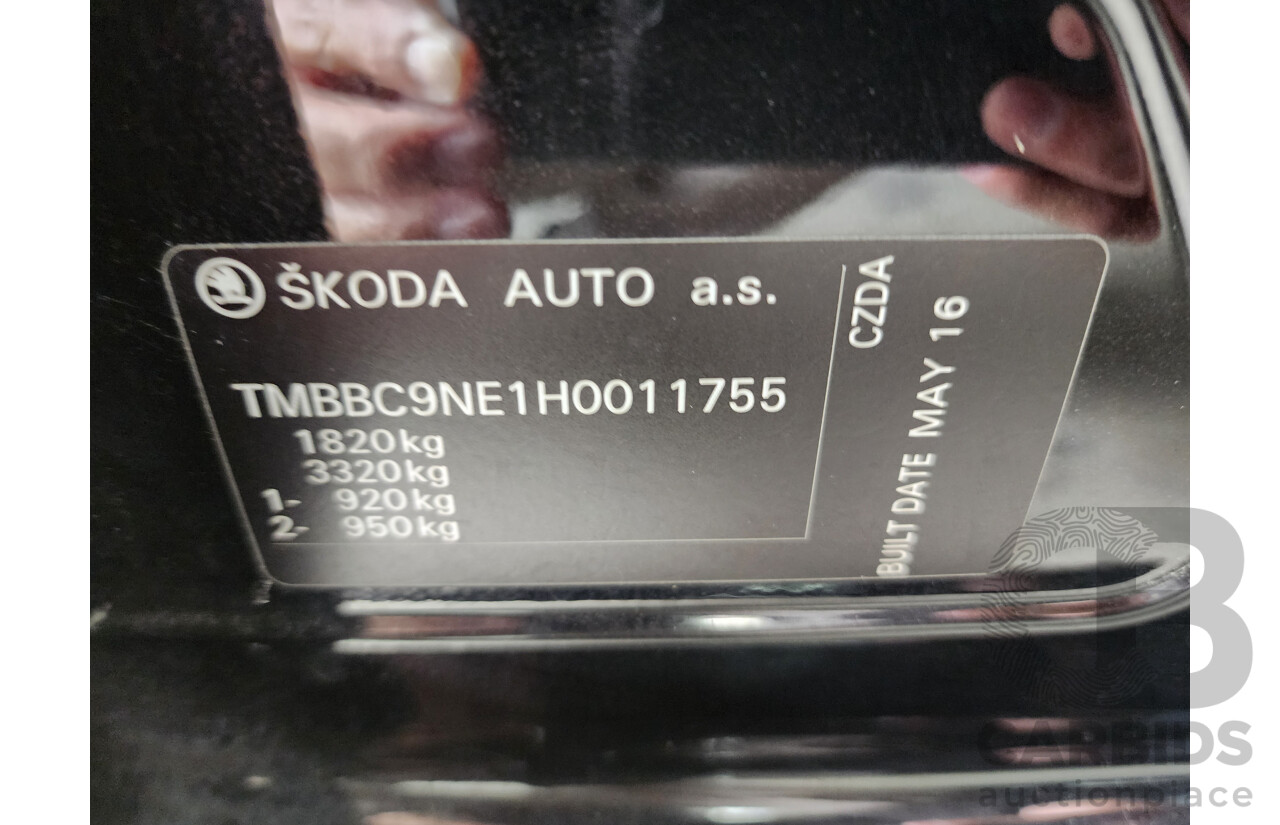 ŠKODA AUTO a.s.
TMBBC9NE1H0011755
1820kg
3320kg
1- 920kg
2- 950kg
CZDA
BUILT DATE MAY 16
B
CARBIDS
auctionplace